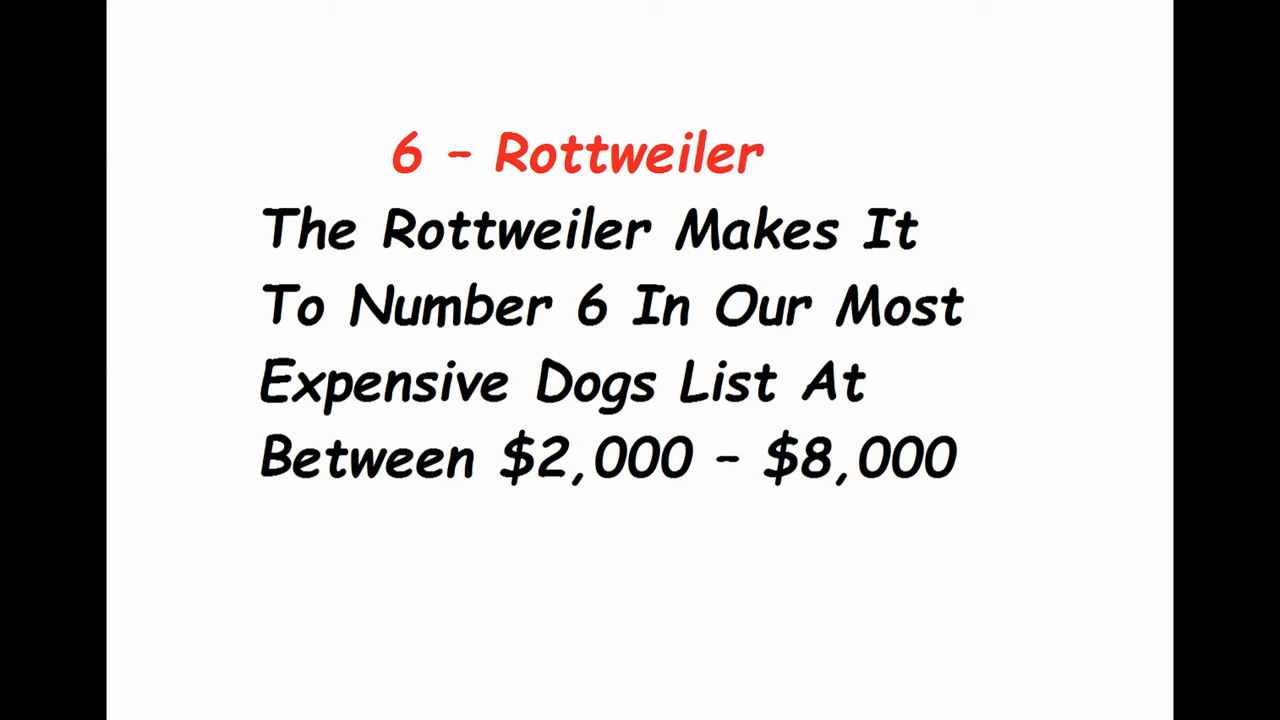 6 - Rottweiler
The Rottweiler Makes It
To Number 6 In Our Most
Expensive Dogs List At
Between $2,000 - $8,000